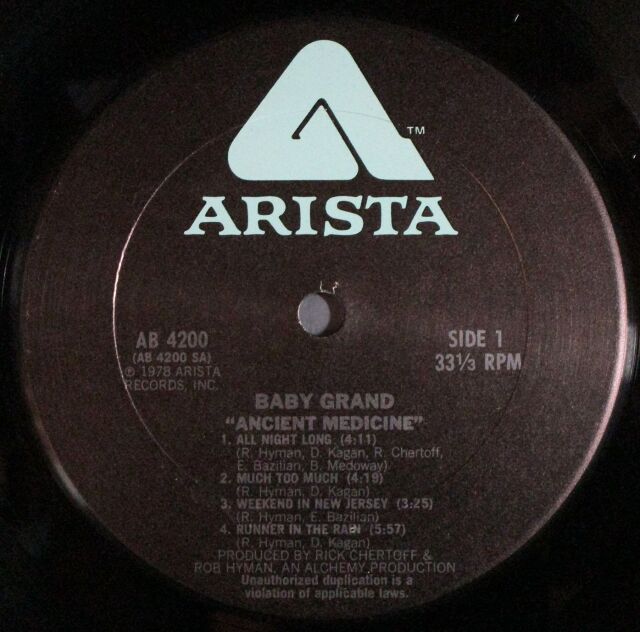 TM
ARISTA
AB 4200
(AB 4200 SA)
℗ 1978 ARISTA
RECORDS, INC.
SIDE 1
33⅓ RPM
BABY GRAND
"ANCIENT MEDICINE"
1. ALL NIGHT LONG (4:11)
(R. Hyman, D. Kagan, R. Chertoff,
E. Bazilian, B. Medoway)
2. MUCH TOO MUCH (4:19)
(R. Hyman, D. Kagan)
3. WEEKEND IN NEW JERSEY (3:25)
(R. Hyman, E. Bazilian)
4. RUNNER IN THE RAIN (5:57)
(R. Hyman, D. Kagan)
PRODUCED BY RICK CHERTOFF &
ROB HYMAN, AN ALCHEMY PRODUCTION
Unauthorized duplication is a
violation of applicable laws.